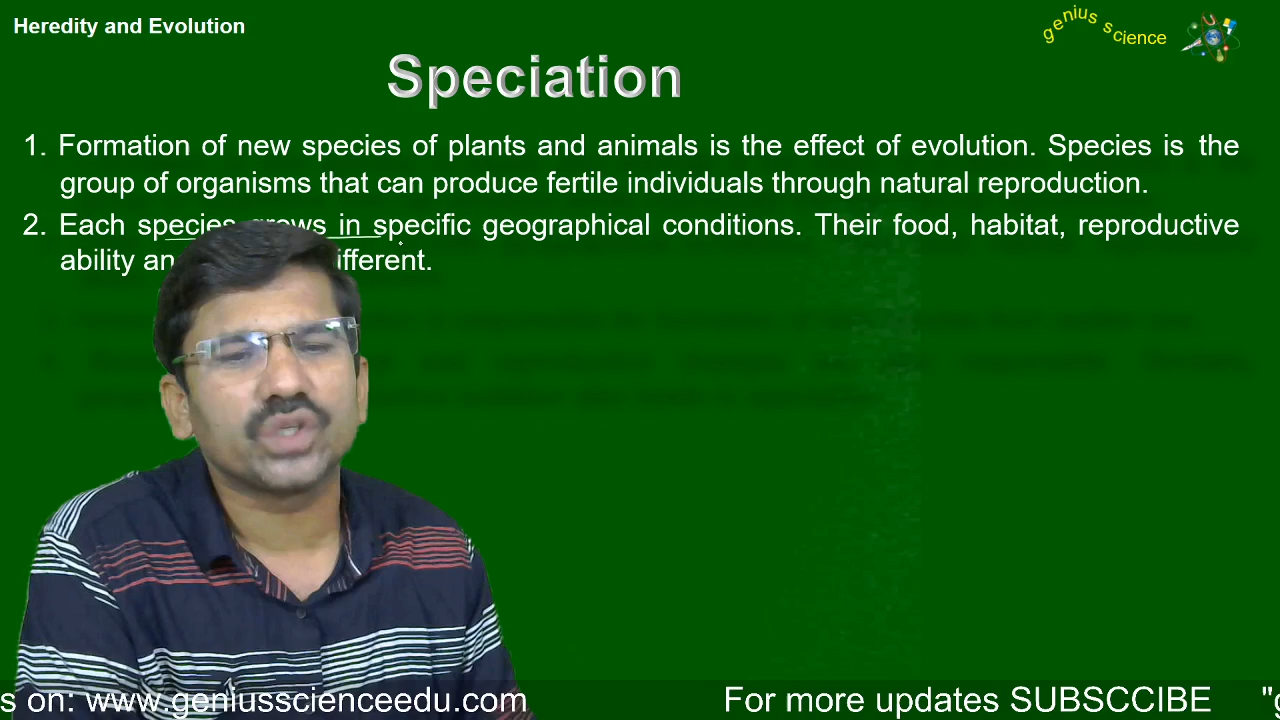 Heredity and Evolution
genius science
Speciation
1. Formation of new species of plants and animals is the effect of evolution. Species is the
group of organisms that can produce fertile individuals through natural reproduction.
2. Each species grows in specific geographical conditions. Their food, habitat, reproductive
ability an ifferent.
s on: www.geniusscienceedu.com For more updates SUBSCCIBE "g